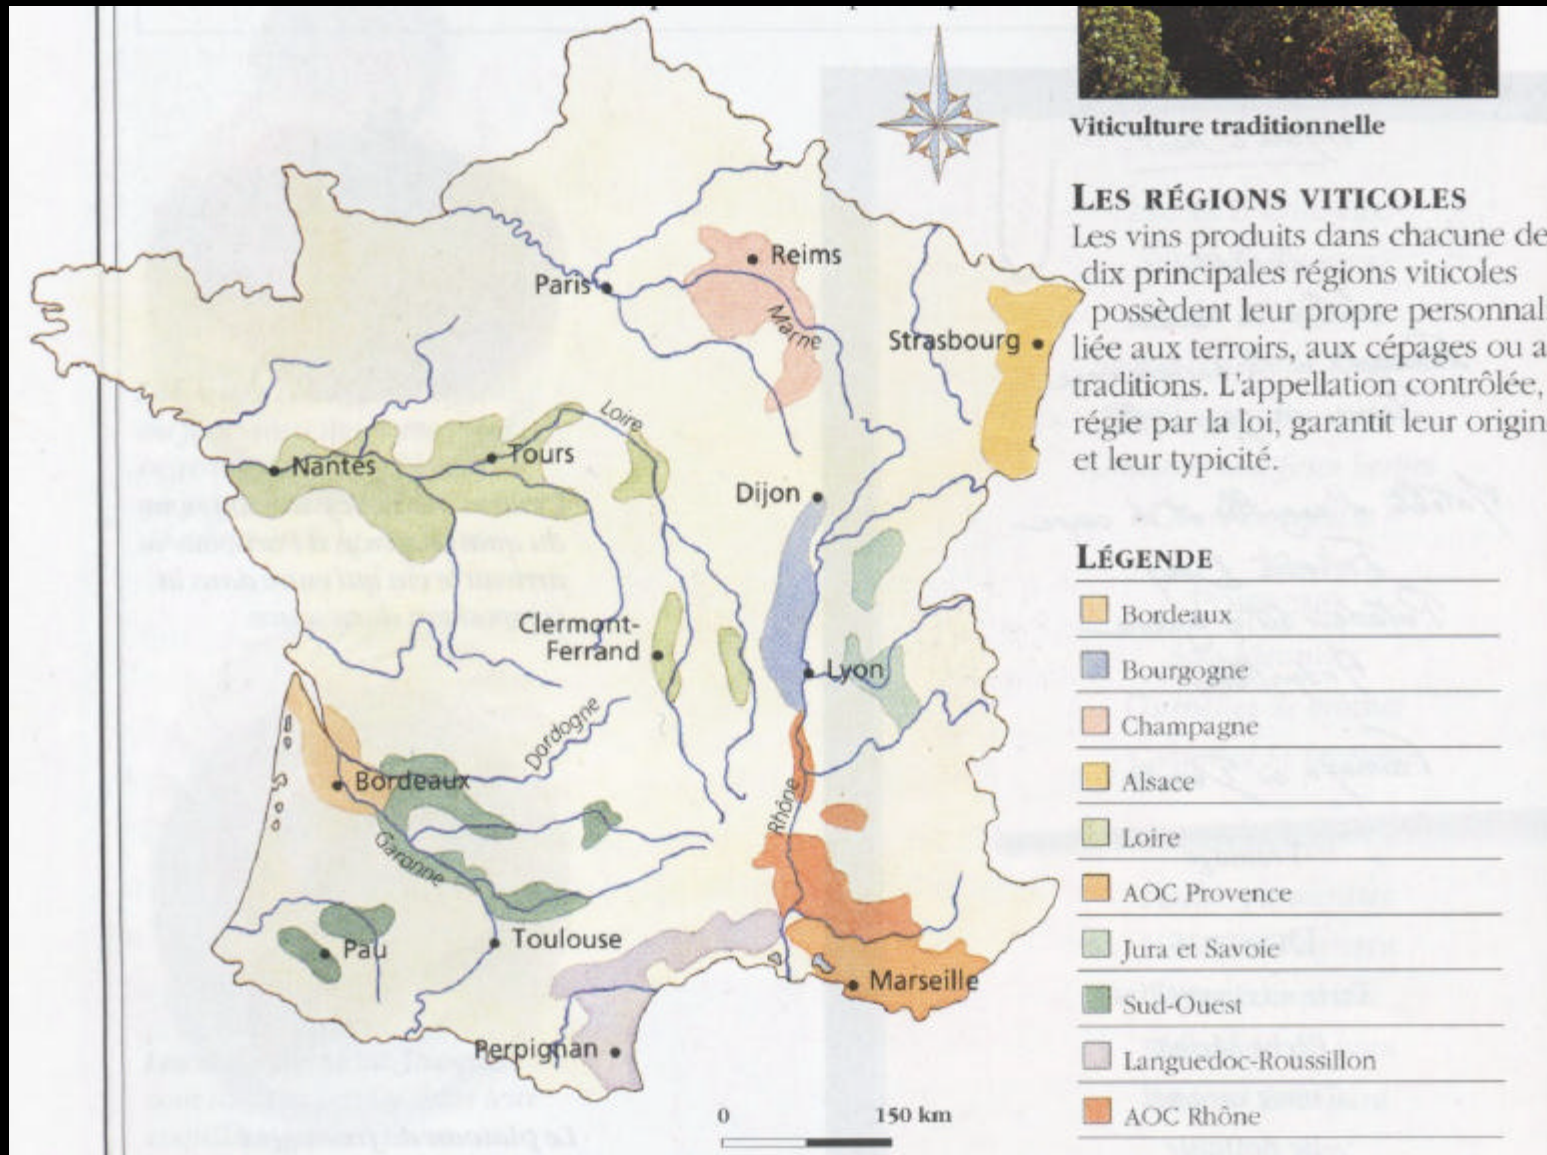 Viticulture traditionnelle
LES RÉGIONS VITICOLES
Les vins produits dans chacune de
dix principales régions viticoles
possèdent leur propre personnal
liée aux terroirs, aux cépages ou a
traditions. L'appellation contrôlée,
régie par la loi, garantit leur origin
et leur typicité.
LÉGENDE
Bordeaux
Bourgogne
Champagne
Alsace
Loire
AOC Provence
Jura et Savoie
Sud-Ouest
Languedoc-Roussillon
AOC Rhône
Reims
Paris
Marne
Strasbourg
Loire
Nantes
Tours
Dijon
Clermont-
Ferrand
Lyon
Dordogne
Bordeaux
Rhône
Garonne
Pau
Toulouse
Marseille
Perpignan
0 150 km